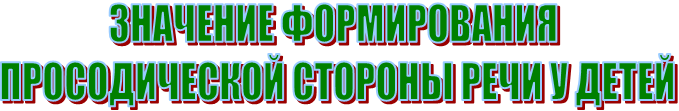 ЗНАЧЕНИЕ ФОРМИРОВАНИЯ
ПРОСОДИЧЕСКОЙ СТОРОНЫ РЕЧИ У ДЕТЕЙ